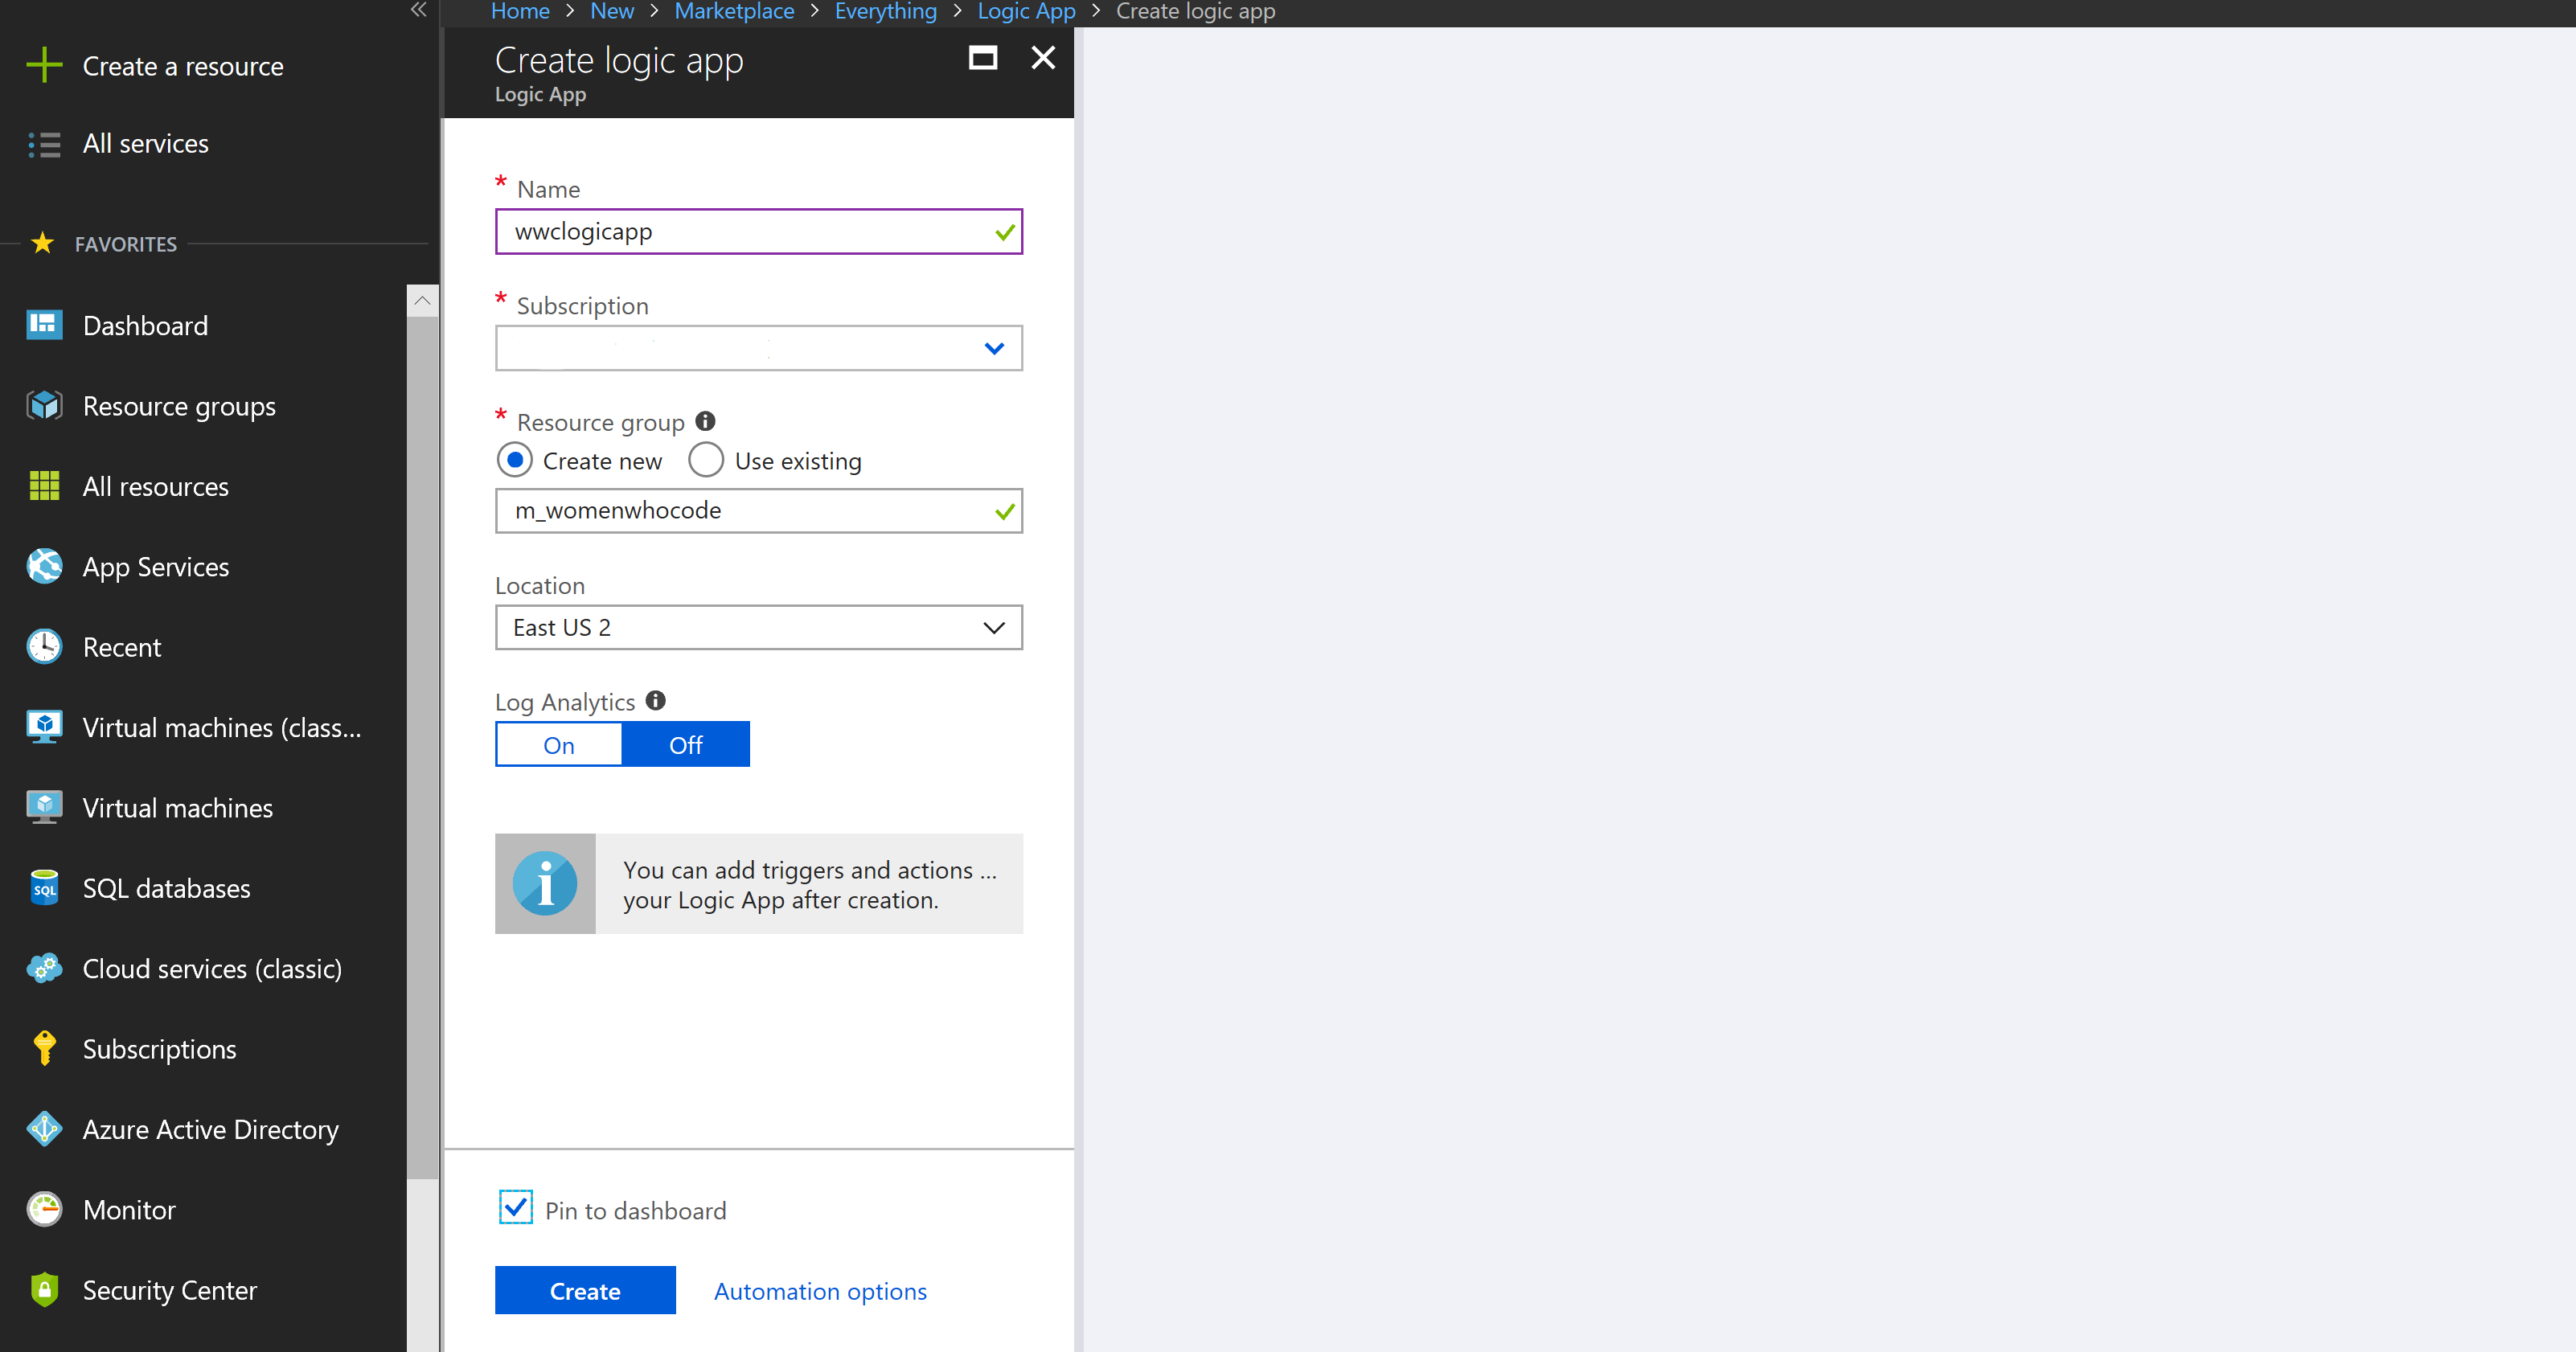 Home > New > Marketplace > Everything > Logic App > Create logic app
Create a resource
All services
FAVORITES
Dashboard
Resource groups
All resources
App Services
Recent
Virtual machines (class...
Virtual machines
SQL databases
Cloud services (classic)
Subscriptions
Azure Active Directory
Monitor
Security Center
Create logic app
Logic App
* Name
wwclogicapp
* Subscription
* Resource group
Create new Use existing
m_womenwhocode
Location
East US 2
Log Analytics
On Off
You can add triggers and actions ...
your Logic App after creation.
Pin to dashboard
Create Automation options